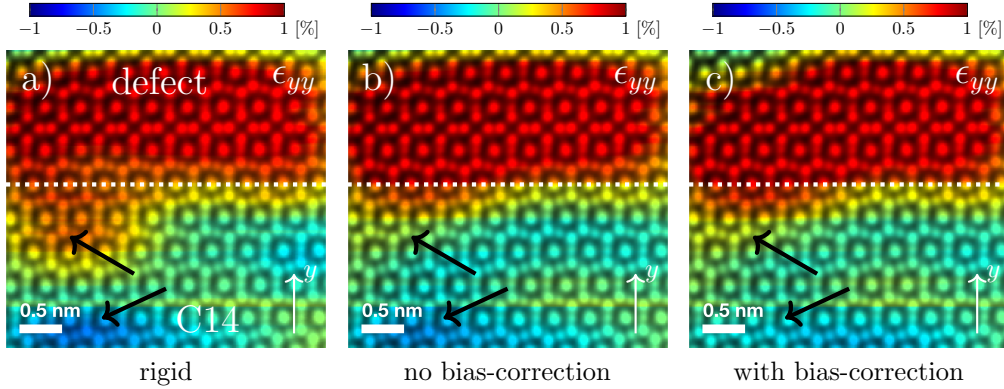 −1 −0.5 0 0.5 1 [%]
−1 −0.5 0 0.5 1 [%]
−1 −0.5 0 0.5 1 [%]
a) defect ϵyy
b) ϵyy
c) ϵyy
y
y
y
0.5 nm C14
0.5 nm
0.5 nm
rigid
no bias-correction
with bias-correction